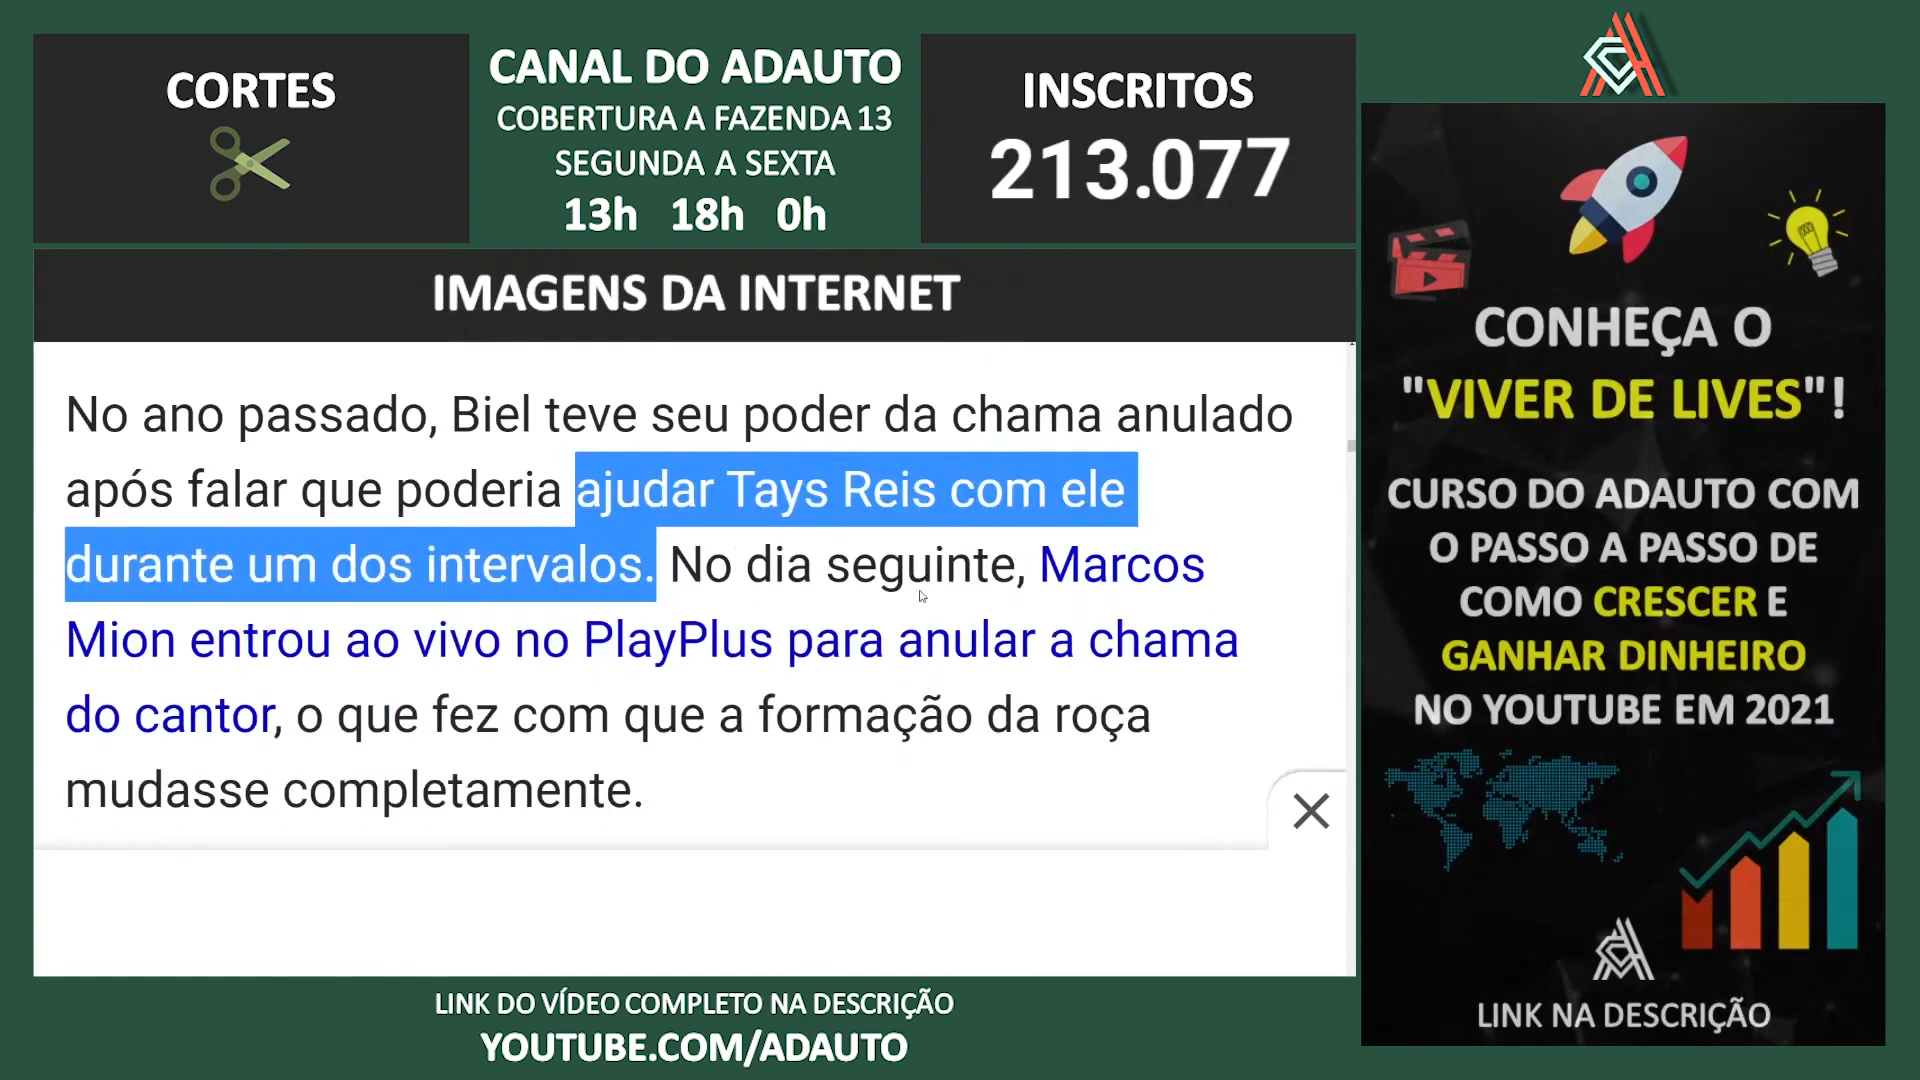 CORTES
CANAL DO ADAUTO
COBERTURA A FAZENDA 13
SEGUNDA A SEXTA
13h 18h 0h
INSCRITOS
213.077
IMAGENS DA INTERNET
No ano passado, Biel teve seu poder da chama anulado
após falar que poderia ajudar Tays Reis com ele
durante um dos intervalos. No dia seguinte, Marcos
Mion entrou ao vivo no PlayPlus para anular a chama
do cantor, o que fez com que a formação da roça
mudasse completamente.
LINK DO VÍDEO COMPLETO NA DESCRIÇÃO
YOUTUBE.COM/ADAUTO
CONHEÇA O
"VIVER DE LIVES"!
CURSO DO ADAUTO COM
O PASSO A PASSO DE
COMO CRESCER E
GANHAR DINHEIRO
NO YOUTUBE EM 2021
LINK NA DESCRIÇÃO